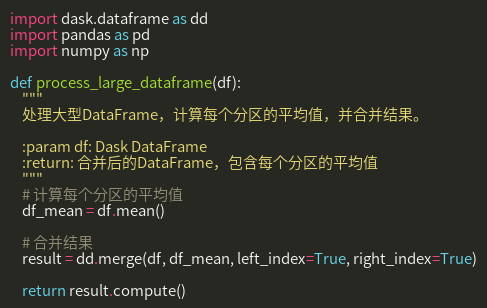 import dask.dataframe as dd
import pandas as pd
import numpy as np
def process_large_dataframe(df):
"""
处理大型DataFrame，计算每个分区的平均值，并合并结果。
:param df: Dask DataFrame
:return: 合并后的DataFrame，包含每个分区的平均值
"""
# 计算每个分区的平均值
df_mean = df.mean()
# 合并结果
result = dd.merge(df, df_mean, left_index=True, right_index=True)
return result.compute()